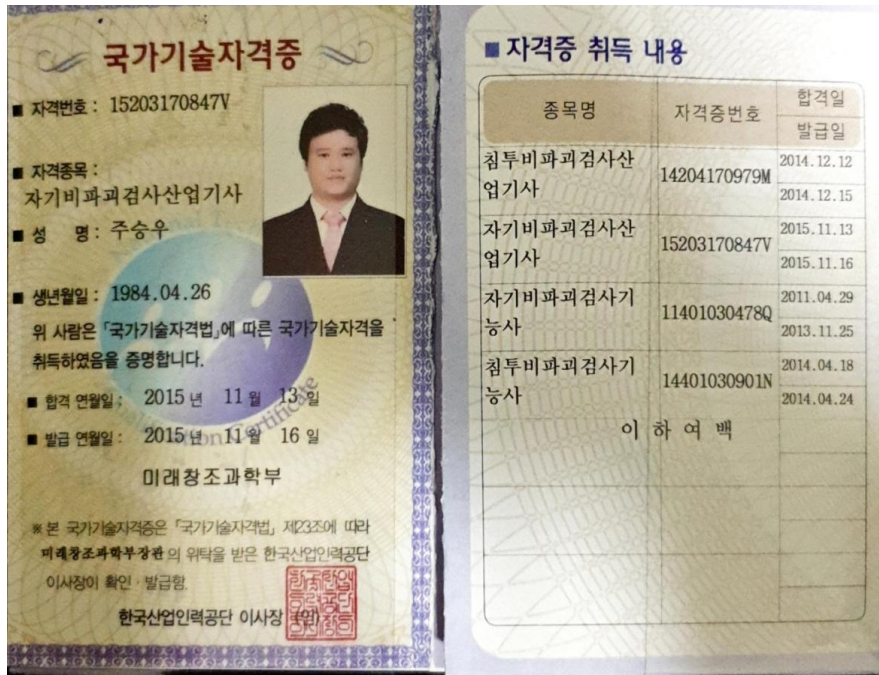 국가기술자격증
■ 자격번호 : 15203170847V
■ 자격종목 :
자기비파괴검사산업기사
■ 성 명 : 주승우
■ 생년월일 : 1984.04.26
위 사람은 「국가기술자격법」에 따른 국가기술자격을
취득하였음을 증명합니다.
■ 합격 연월일 : 2015 년 11 월 13 일
■ 발급 연월일 : 2015 년 11 월 16 일
미래창조과학부
※ 본 국가기술자격증은 「국가기술자격법」 제23조에 따라
미래창조과학부장관의 위탁을 받은 한국산업인력공단
이사장이 확인·발급함.
한국산업인력공단 이사장 (인)
■ 자격증 취득 내용
종목명 자격증번호 합격일
발급일
침투비파괴검사산 14204170979M 2014.12.12
업기사 2014.12.15
자기비파괴검사산 15203170847V 2015.11.13
업기사 2015.11.16
자기비파괴검사기 11401030478Q 2011.04.29
능사 2013.11.25
침투비파괴검사기 14401030901N 2014.04.18
능사 2014.04.24
이 하 여 백